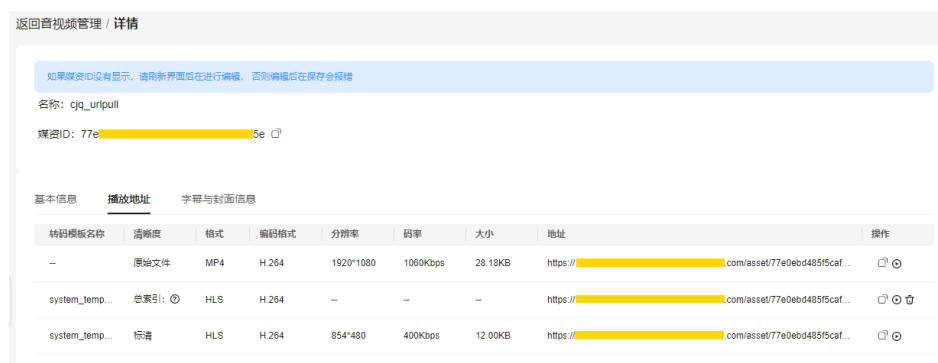 返回音视频管理 / 详情
如果媒资ID没有显示，请刷新界面后在进行编辑， 否则编辑后在保存会报错
名称：cjq_urlpull
媒资ID：77e 5e
基本信息 播放地址 字幕与封面信息
转码模板名称 清晰度 格式 编码格式 分辨率 码率 大小 地址 操作
-- 原始文件 MP4 H.264 1920*1080 1060Kbps 28.18KB https:// .com/asset/77e0ebd485f5caf...
system_temp... 总索引: HLS H.264 -- -- -- https:// .com/asset/77e0ebd485f5caf...
system_temp... 标清 HLS H.264 854*480 400Kbps 12.00KB https:// .com/asset/77e0ebd485f5caf...